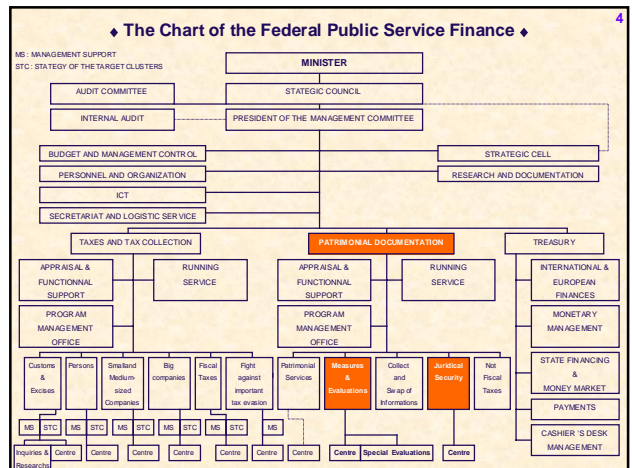 4
♦ The Chart of the Federal Public Service Finance ♦
MS : MANAGEMENT SUPPORT
STC : STATEGY OF THE TARGET CLUSTERS
MINISTER
AUDIT COMMITTEE
STATEGIC COUNCIL
INTERNAL AUDIT
PRESIDENT OF THE MANAGEMENT COMMITTEE
BUDGET AND MANAGEMENT CONTROL
STRATEGIC CELL
PERSONNEL AND ORGANIZATION
RESEARCH AND DOCUMENTATION
ICT
SECRETARIAT AND LOGISTIC SERVICE
TAXES AND TAX COLLECTION
PATRIMONIAL DOCUMENTATION
TREASURY
APPRAISAL &
FUNCTIONNAL
SUPPORT
RUNNING
SERVICE
APPRAISAL &
FUNCTIONNAL
SUPPORT
RUNNING
SERVICE
INTERNATIONAL &
EUROPEAN
FINANCES
PROGRAM
MANAGEMENT
OFFICE
PROGRAM
MANAGEMENT
OFFICE
MONETARY
MANAGEMENT
Customs
&
Excises
Persons
Smalland
Medium-
sized
Companies
Big
companies
Fiscal
Taxes
Fight
against
important
tax evasion
Patrimonial
Services
Measures
&
Evaluations
Collect
and
Swap of
Informations
Juridical
Security
Not
Fiscal
Taxes
STATE FINANCING
&
MONEY MARKET
PAYMENTS
CASHIER 'S DESK
MANAGEMENT
MS STC
MS STC
MS STC
MS STC
MS STC
MS
Inquiries &
Researchs
Centre
Centre
Centre
Centre
Centre
Centre
Centre
Centre
Special Evaluations
Centre